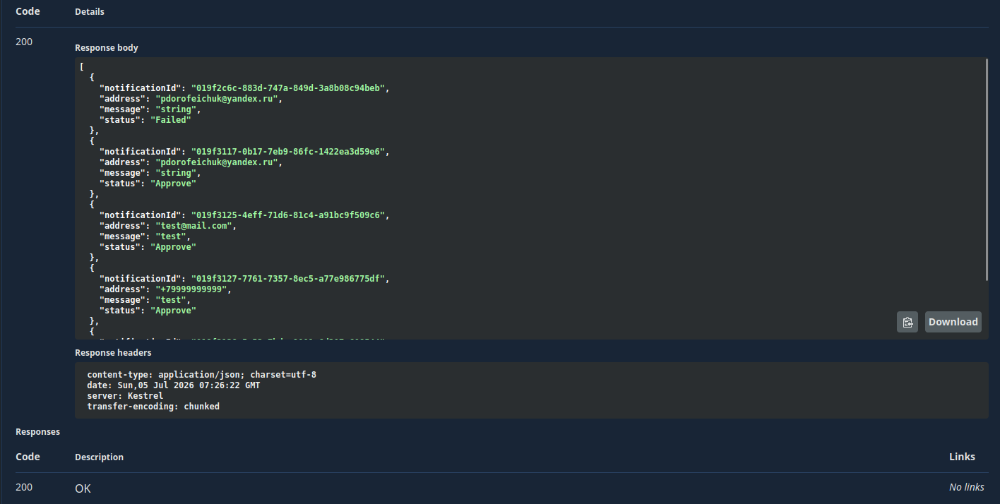 Code Details
200
Response body
[
  {
    "notificationId": "019f2c6c-883d-747a-849d-3a8b08c94beb",
    "address": "pdorofeichuk@yandex.ru",
    "message": "string",
    "status": "Failed"
  },
  {
    "notificationId": "019f3117-0b17-7eb9-86fc-1422ea3d59e6",
    "address": "pdorofeichuk@yandex.ru",
    "message": "string",
    "status": "Approve"
  },
  {
    "notificationId": "019f3125-4eff-71d6-81c4-a91bc9f509c6",
    "address": "test@mail.com",
    "message": "test",
    "status": "Approve"
  },
  {
    "notificationId": "019f3127-7761-7357-8ec5-a77e986775df",
    "address": "+79999999999",
    "message": "test",
    "status": "Approve"
  },
  {
Download
Response headers
content-type: application/json; charset=utf-8
date: Sun,05 Jul 2026 07:26:22 GMT
server: Kestrel
transfer-encoding: chunked
Responses
Code Description Links
200 OK No links